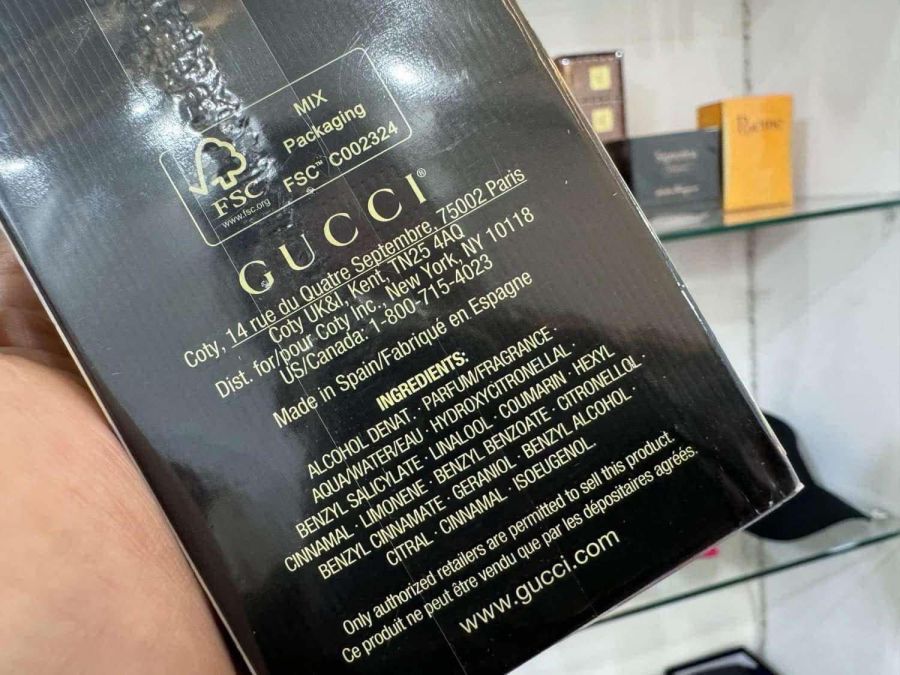 MIX
Packaging
FSC™ C002324
FSC
www.fsc.org
GUCCI®
Coty, 14 rue du Quatre Septembre, 75002 Paris
Coty UK&I, Kent, TN25 4AQ
Dist. for/pour Coty Inc., New York, NY 10118
US/Canada: 1-800-715-4023
Made in Spain/Fabriqué en Espagne
INGREDIENTS:
ALCOHOL DENAT. · PARFUM/FRAGRANCE ·
AQUA/WATER/EAU · HYDROXYCITRONELLAL ·
BENZYL SALICYLATE · LINALOOL · COUMARIN · HEXYL
CINNAMAL · LIMONENE · BENZYL BENZOATE · CITRONELLOL ·
BENZYL CINNAMATE · GERANIOL · BENZYL ALCOHOL ·
CITRAL · CINNAMAL · ISOEUGENOL.
Only authorized retailers are permitted to sell this product.
Ce produit ne peut être vendu que par les dépositaires agréés.
www.gucci.com